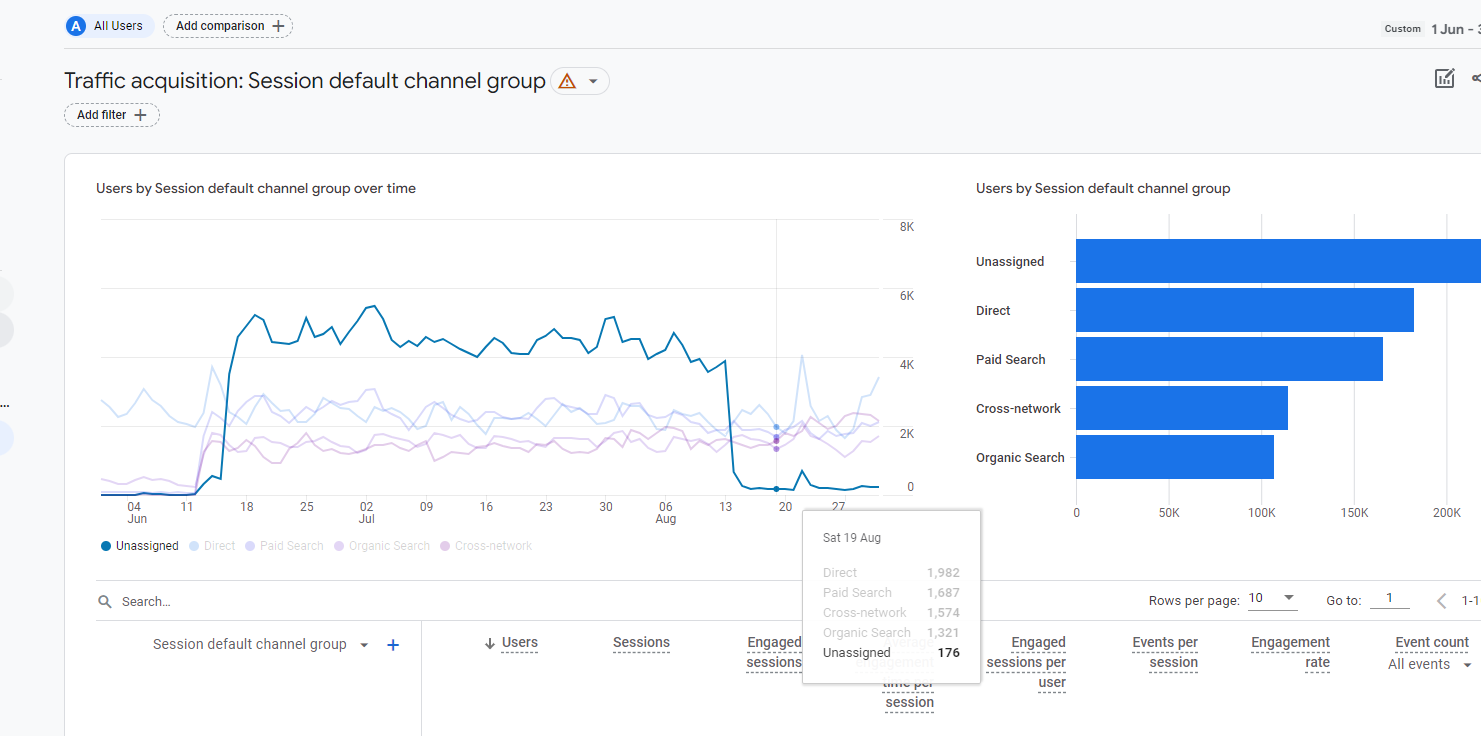 A All Users Add comparison +
Custom 1 Jun - 3
Traffic acquisition: Session default channel group
Add filter +
Users by Session default channel group over time
8K
6K
4K
2K
0
04 11 18 25 02 09 16 23 30 06 13 20 27
Jun Jul Aug
Unassigned Direct Paid Search Organic Search Cross-network
Users by Session default channel group
Unassigned
Direct
Paid Search
Cross-network
Organic Search
0 50K 100K 150K 200K
Sat 19 Aug
Direct 1,982
Paid Search 1,687
Cross-network 1,574
Organic Search 1,321
Unassigned 176
Search...
Rows per page: 10 Go to: 1 1-1
Session default channel group
Users
Sessions
Engaged
sessions
Average
engagement
time per
session
Engaged
sessions per
user
Events per
session
Engagement
rate
Event count
All events